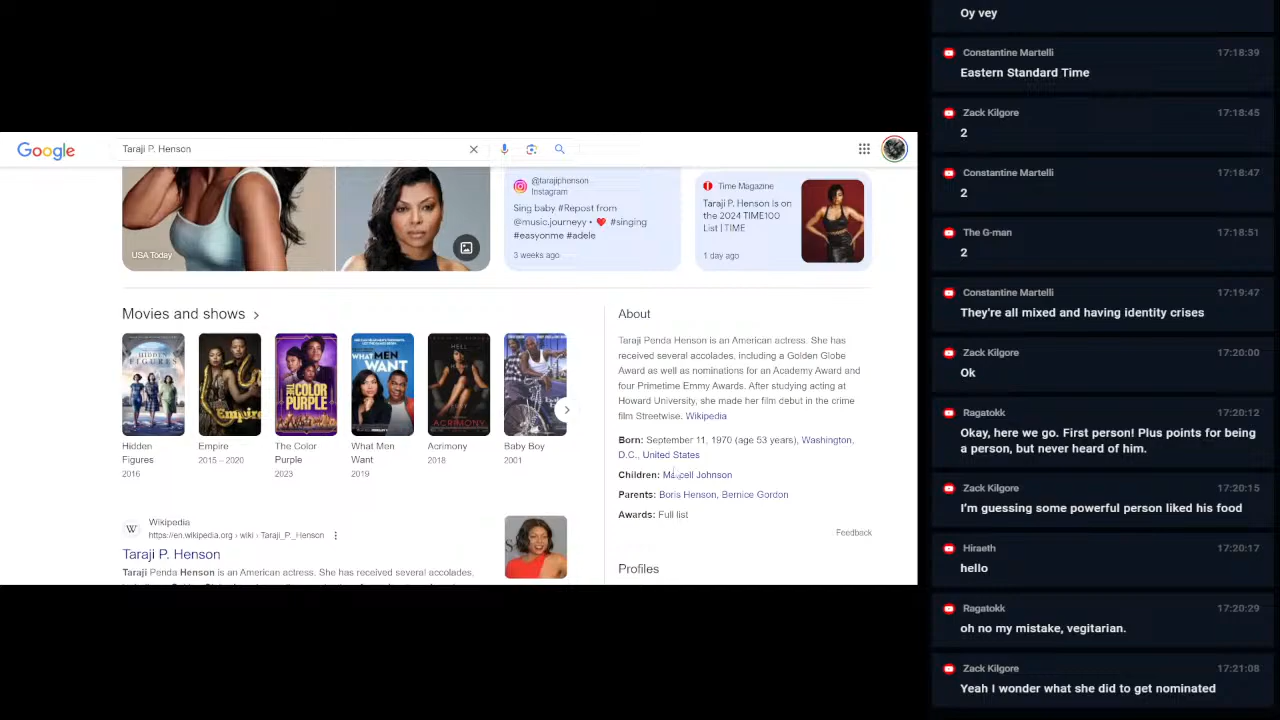 Google
Taraji P. Henson
USA Today
@tarajiphenson
Instagram
Sing baby #Repost from
@music.journeyy • ❤️ #singing
#easyonme #adele
3 weeks ago
Time Magazine
Taraji P. Henson Is on
the 2024 TIME100
List | TIME
1 day ago
Movies and shows
HIDDEN FIGURES
Empire
THE COLOR PURPLE
WHAT MEN WANT
ACRIMONY
Hidden
Figures
2016
Empire
2015 – 2020
The Color
Purple
2023
What Men
Want
2019
Acrimony
2018
Baby Boy
2001
W
Wikipedia
https://en.wikipedia.org › wiki › Taraji_P._Henson
Taraji P. Henson
Taraji Penda Henson is an American actress. She has received several accolades,
About
Taraji Penda Henson is an American actress. She has
received several accolades, including a Golden Globe
Award as well as nominations for an Academy Award and
four Primetime Emmy Awards. After studying acting at
Howard University, she made her film debut in the crime
film Streetwise. Wikipedia
Born: September 11, 1970 (age 53 years), Washington,
D.C., United States
Children: Marcell Johnson
Parents: Boris Henson, Bernice Gordon
Awards: Full list
Feedback
Profiles
Oy vey
Constantine Martelli 17:18:39
Eastern Standard Time
Zack Kilgore 17:18:45
2
Constantine Martelli 17:18:47
2
The G-man 17:18:51
2
Constantine Martelli 17:19:47
They're all mixed and having identity crises
Zack Kilgore 17:20:00
Ok
Ragatokk 17:20:12
Okay, here we go. First person! Plus points for being
a person, but never heard of him.
Zack Kilgore 17:20:15
I'm guessing some powerful person liked his food
Hiraeth 17:20:17
hello
Ragatokk 17:20:29
oh no my mistake, vegitarian.
Zack Kilgore 17:21:08
Yeah I wonder what she did to get nominated